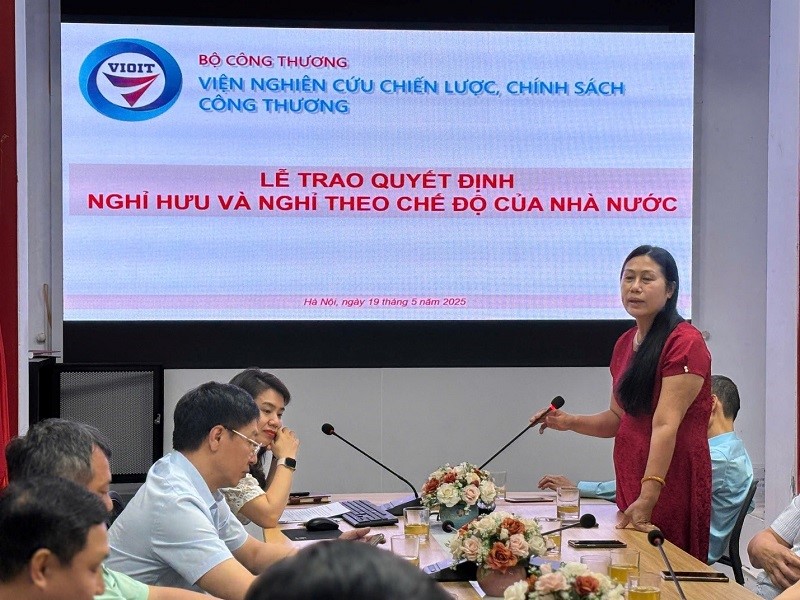 VIOIT
BỘ CÔNG THƯƠNG
VIỆN NGHIÊN CỨU CHIẾN LƯỢC, CHÍNH SÁCH
CÔNG THƯƠNG
LỄ TRAO QUYẾT ĐỊNH
NGHỈ HƯU VÀ NGHỈ THEO CHẾ ĐỘ CỦA NHÀ NƯỚC
Hà Nội, ngày 19 tháng 5 năm 2025